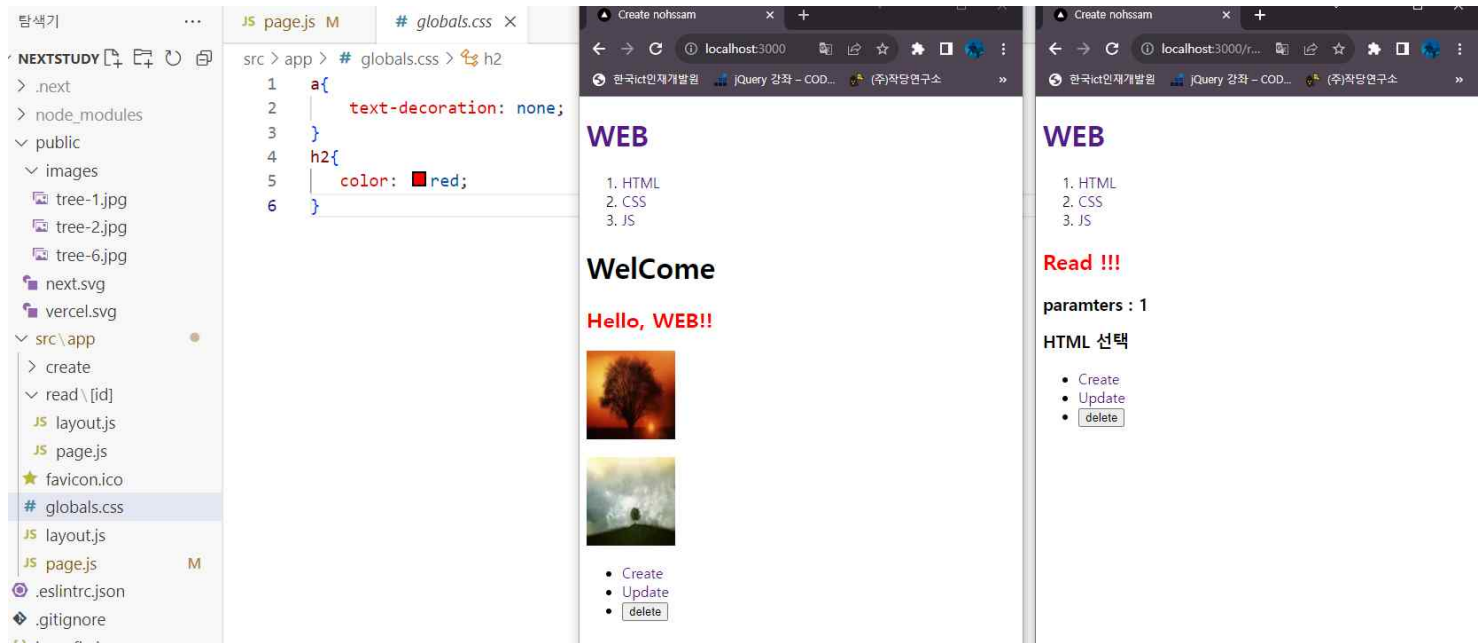 탐색기 ...
NEXTSTUDY
.next
node_modules
public
images
tree-1.jpg
tree-2.jpg
tree-6.jpg
next.svg
vercel.svg
src\app
create
read\[id]
JS layout.js
JS page.js
favicon.ico
# globals.css
JS layout.js
JS page.js M
.eslintrc.json
.gitignore
JS page.js M # globals.css ×
src > app > # globals.css > h2
1 a{
2 text-decoration: none;
3 }
4 h2{
5 color: red;
6 }
Create nohssam × +
localhost:3000
한국ict인재개발원 jQuery 강좌 – COD... (주)작당연구소 »
WEB
1. HTML
2. CSS
3. JS
WelCome
Hello, WEB!!
Create
Update
delete
Create nohssam × +
localhost:3000/r...
한국ict인재개발원 jQuery 강좌 – COD... (주)작당연구소 »
WEB
1. HTML
2. CSS
3. JS
Read !!!
paramters : 1
HTML 선택
Create
Update
delete